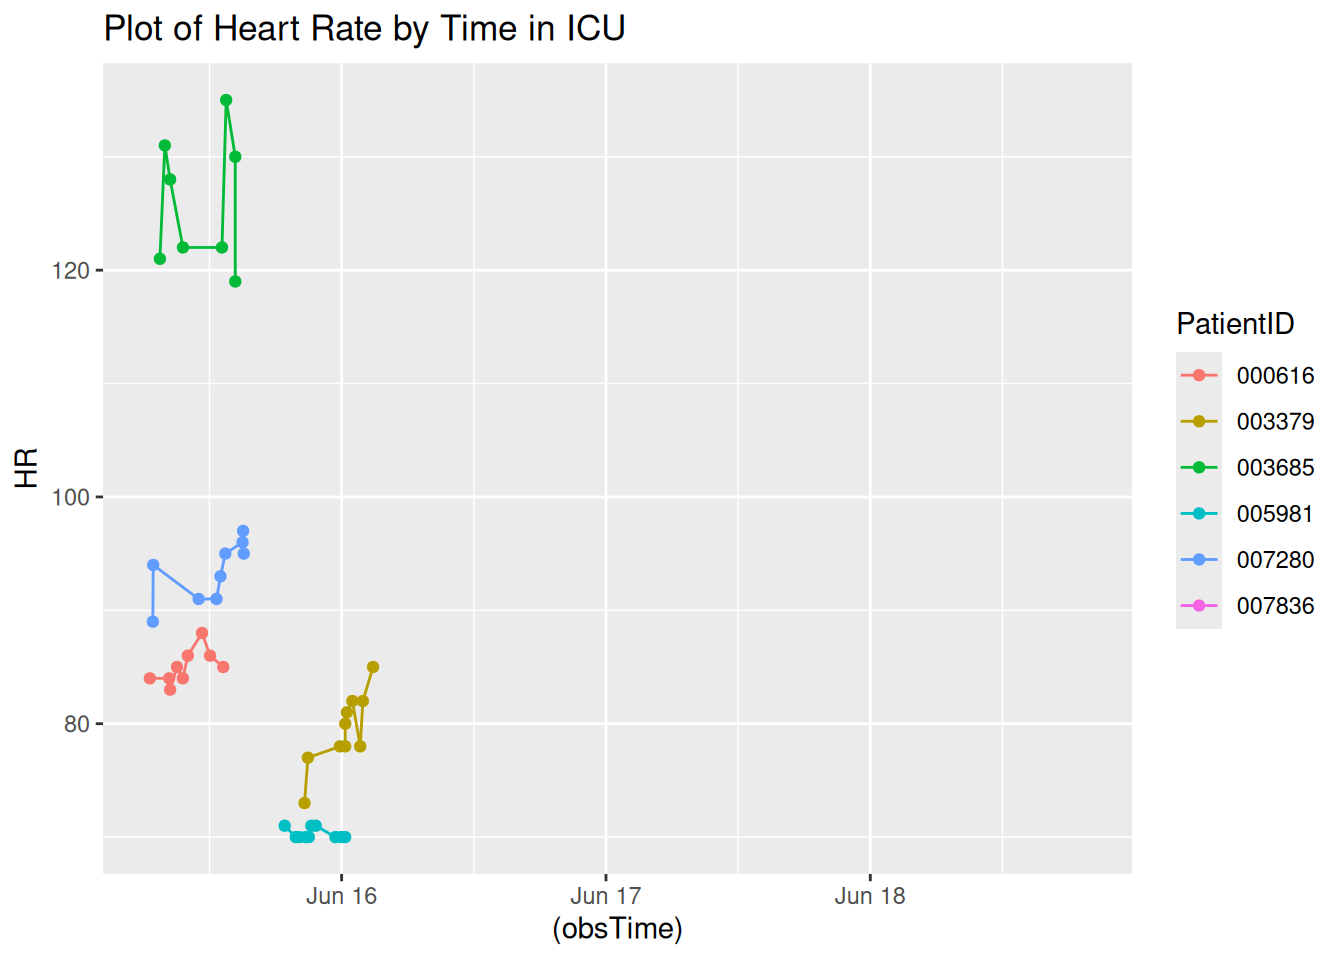 Plot of Heart Rate by Time in ICU
120
100
80
HR
Jun 16
Jun 17
Jun 18
(obsTime)
PatientID
000616
003379
003685
005981
007280
007836